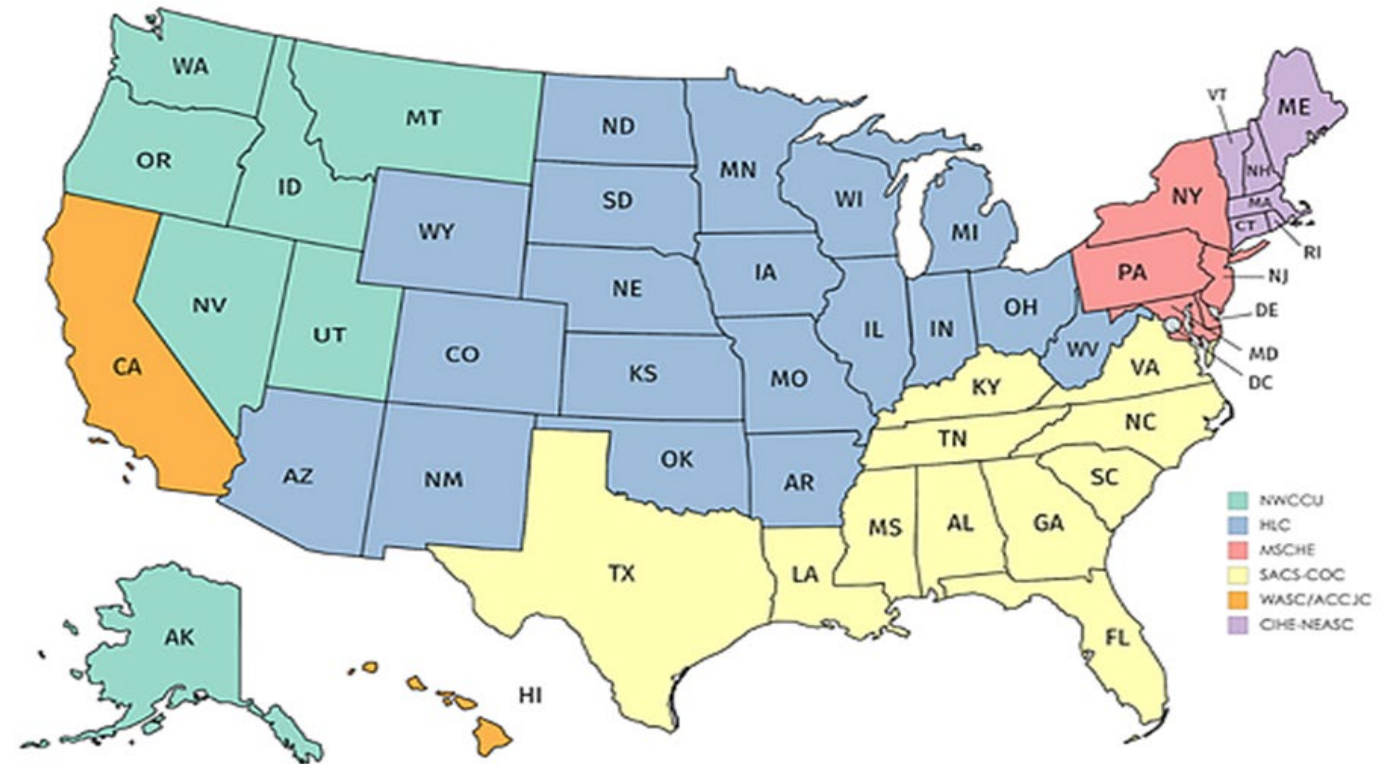 WA
MT
ND
MN
VT
ME
OR
ID
SD
WI
MI
NH
NY
MA
CT
RI
WY
IA
NE
PA
NJ
NV
UT
CO
KS
MO
IL
IN
OH
WV
DE
MD
DC
CA
KY
VA
AZ
NM
OK
AR
TN
NC
SC
MS
AL
GA
TX
LA
FL
AK
HI
NWCCU
HLC
MSCHE
SACS-COC
WASC/ACCJC
CIHE-NEASC